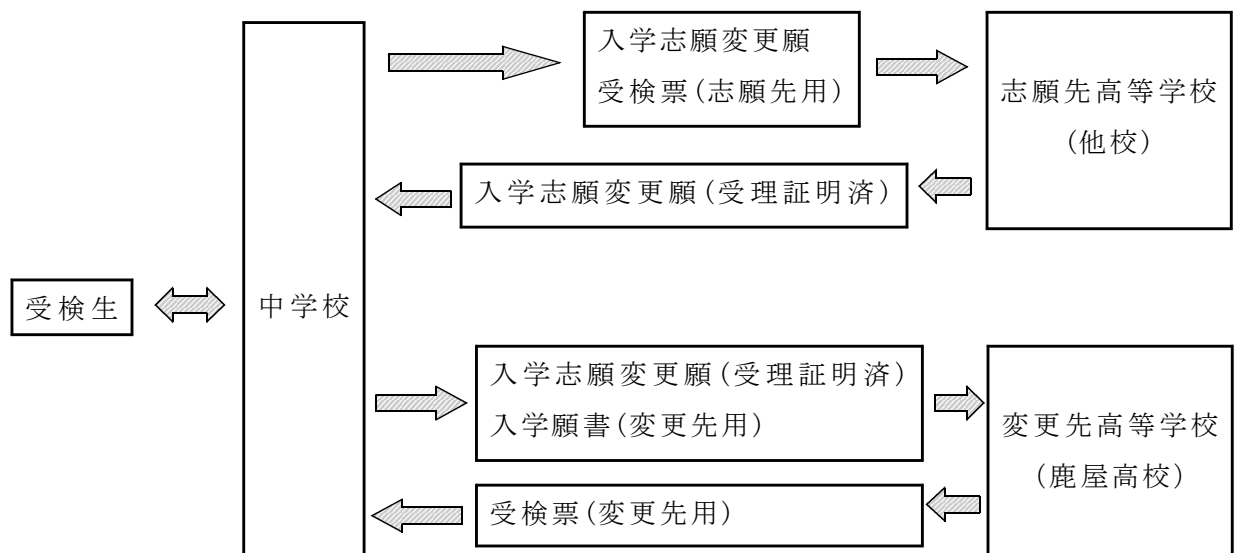 入学志願変更願
受検票(志願先用)
志願先高等学校
(他校)
入学志願変更願(受理証明済)
受検生
中学校
入学志願変更願(受理証明済)
入学願書(変更先用)
変更先高等学校
(鹿屋高校)
受検票(変更先用)